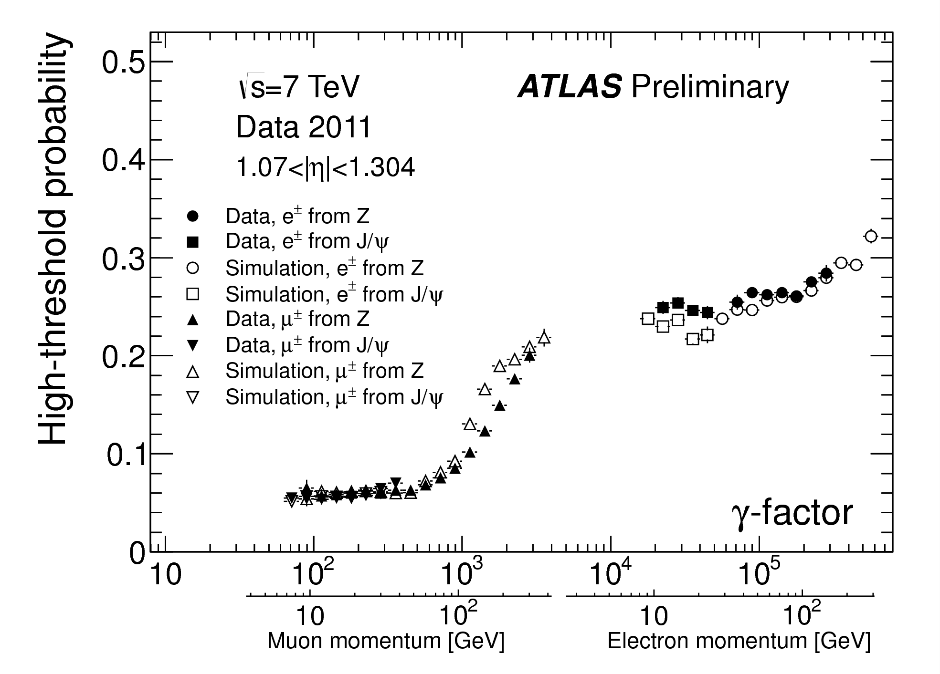 High-threshold probability
0.5
0.4
0.3
0.2
0.1
0
√s=7 TeV
ATLAS Preliminary
Data 2011
1.07<|η|<1.304
Data, e± from Z
Data, e± from J/ψ
Simulation, e± from Z
Simulation, e± from J/ψ
Data, μ± from Z
Data, μ± from J/ψ
Simulation, μ± from Z
Simulation, μ± from J/ψ
γ-factor
10 10² 10³ 10⁴ 10⁵
10 10² 10 10²
Muon momentum [GeV] Electron momentum [GeV]